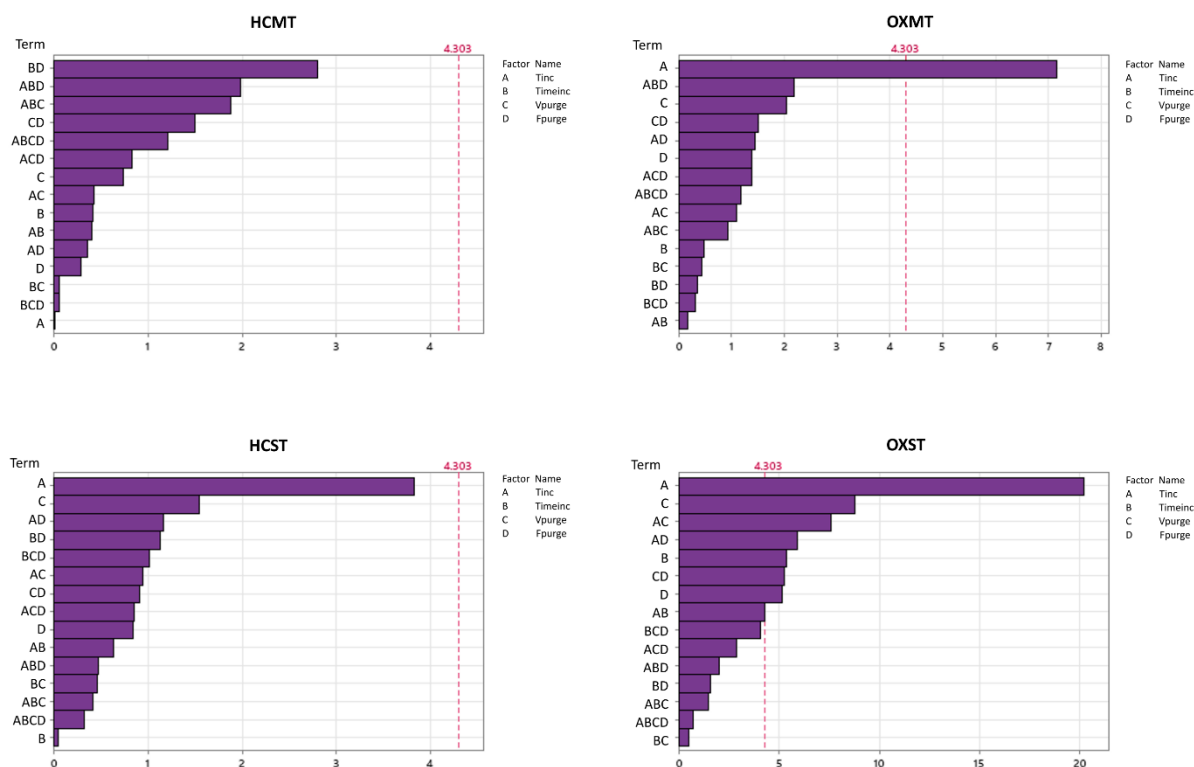 HCMT
Term
4.303
BD
ABD
ABC
CD
ABCD
ACD
C
AC
B
AB
AD
D
BC
BCD
A
0 1 2 3 4
Factor Name
A Tinc
B Timeinc
C Vpurge
D Fpurge
OXMT
Term
4.303
A
ABD
C
CD
AD
D
ACD
ABCD
AC
ABC
B
BC
BD
BCD
AB
0 1 2 3 4 5 6 7 8
Factor Name
A Tinc
B Timeinc
C Vpurge
D Fpurge
HCST
Term
4.303
A
C
AD
BD
BCD
AC
CD
ACD
D
AB
ABD
BC
ABC
ABCD
B
0 1 2 3 4
Factor Name
A Tinc
B Timeinc
C Vpurge
D Fpurge
OXST
Term
4.303
A
C
AC
AD
B
CD
D
AB
BCD
ACD
ABD
BD
ABC
ABCD
BC
0 5 10 15 20
Factor Name
A Tinc
B Timeinc
C Vpurge
D Fpurge